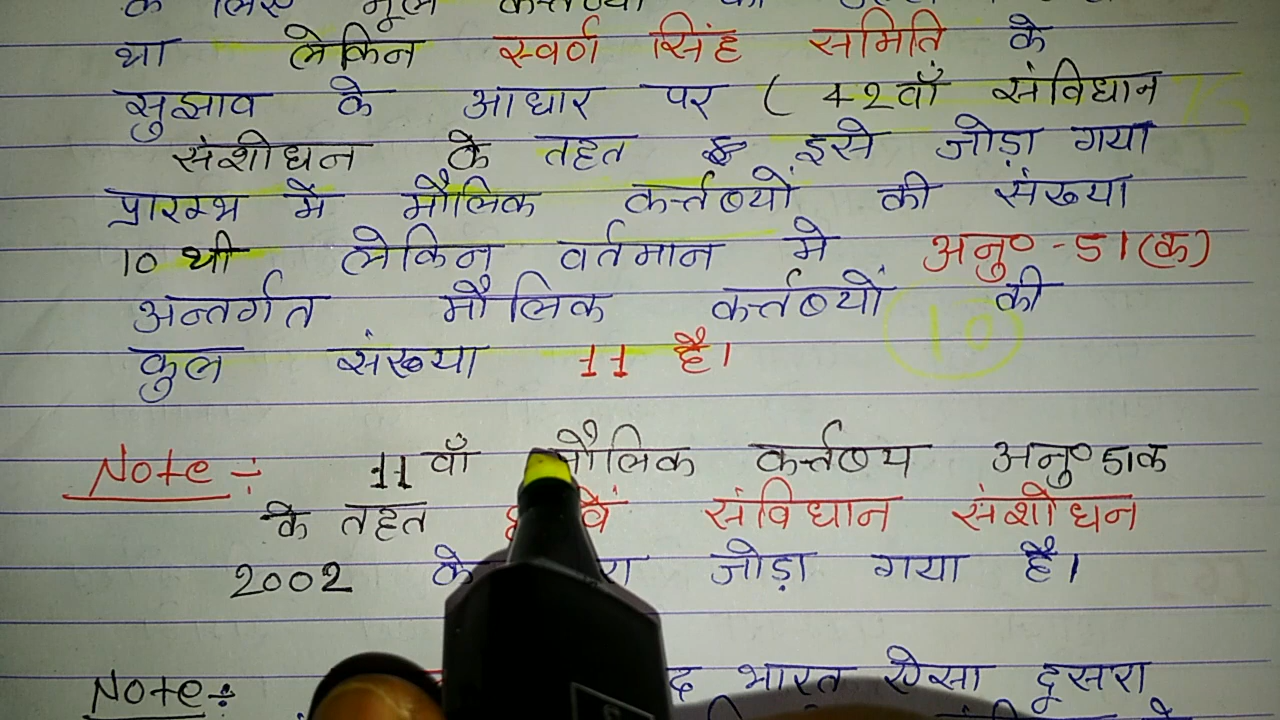 के लिए मूल
था लेकिन स्वर्ण सिंह समिति के
सुझाव के आधार पर ( 42वाँ संविधान
संशोधन के तहत इसे जोड़ा गया
प्रारम्भ में मौलिक कर्त्तव्यों की संख्या
10 थी लेकिन वर्तमान मे अनु० - 51(क)
अन्तर्गत मौलिक कर्त्तव्यों की
10
कुल संख्या 11 है।
Note ÷ 11 वाँ मौलिक कर्त्तव्य अनु० 51क
के तहत वें संविधान संशोधन
2002 के जोड़ा गया है।
Note ÷ भारत ऐसा दूसरा